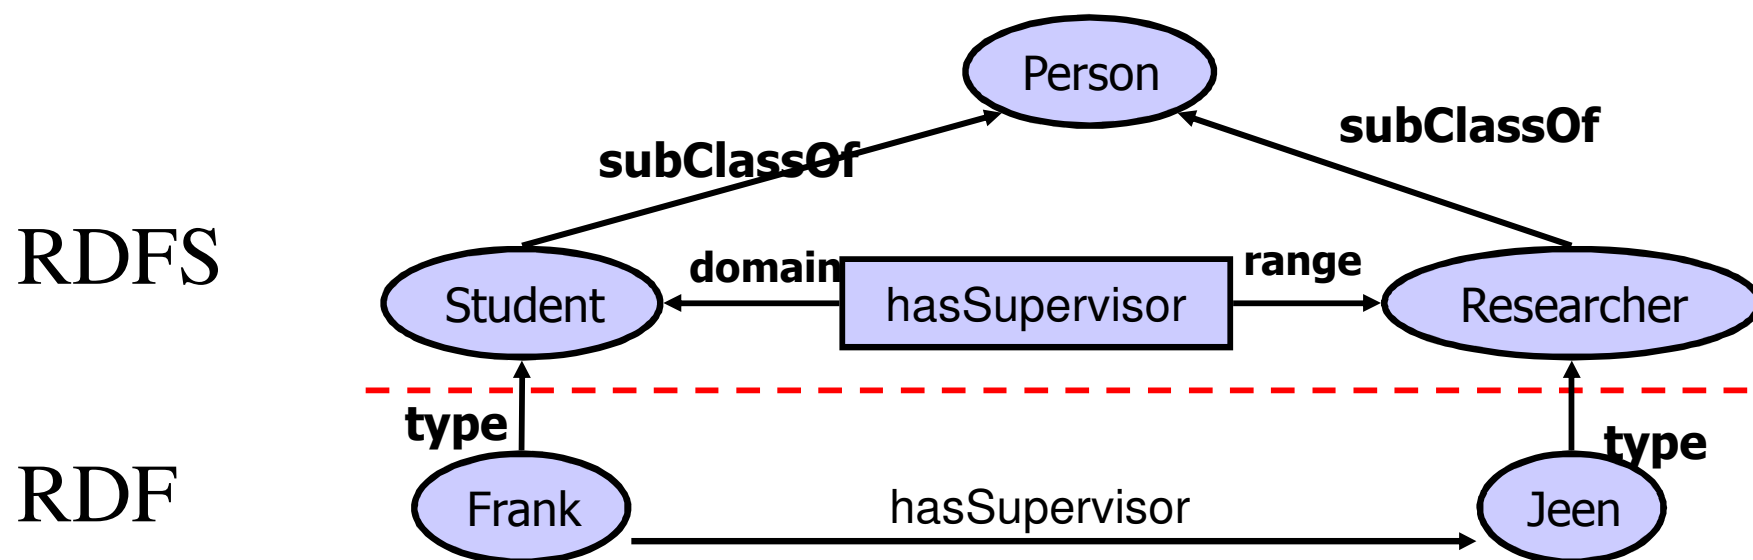 Person
subClassOf
subClassOf
RDFS
domain
range
Student
hasSupervisor
Researcher
type
type
RDF
Frank
hasSupervisor
Jeen